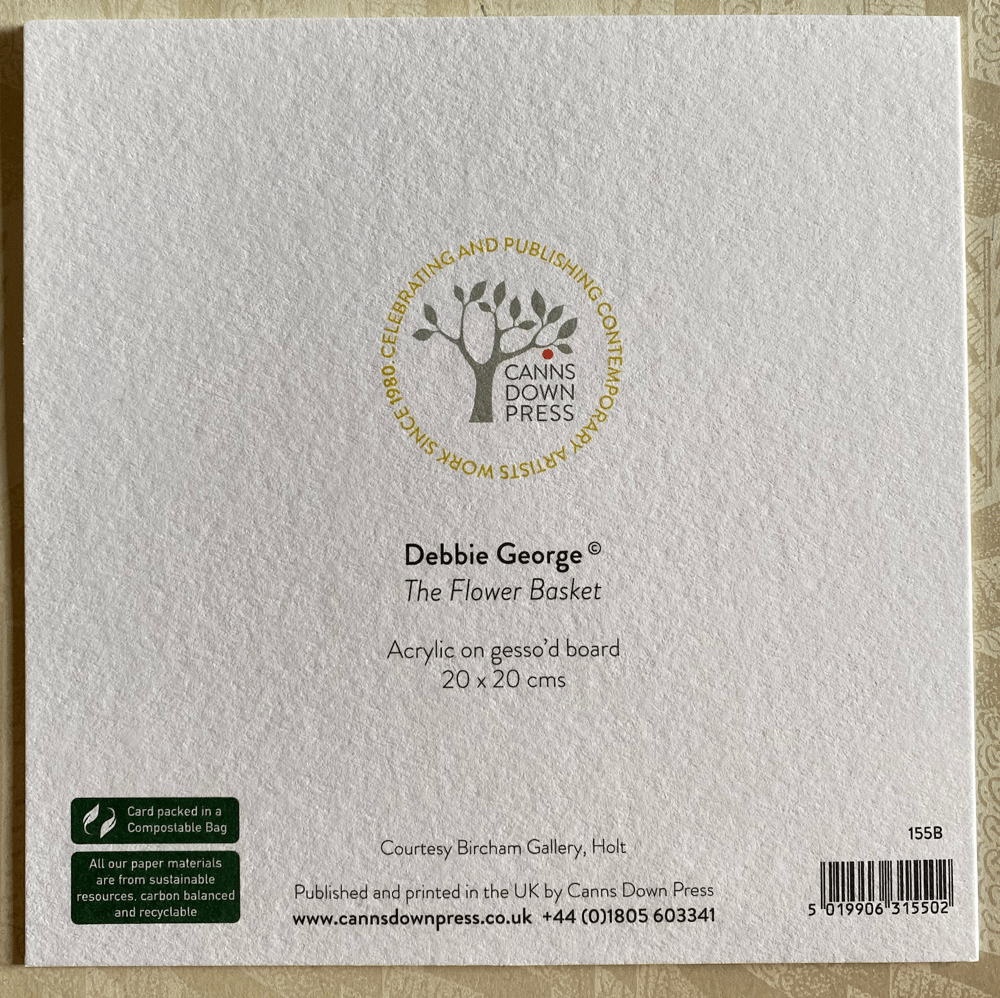 CELEBRATING AND PUBLISHING CONTEMPORARY ARTISTS WORK SINCE 1980.
CANNS
DOWN
PRESS
Debbie George ©
The Flower Basket
Acrylic on gesso'd board
20 x 20 cms
Card packed in a
Compostable Bag
All our paper materials
are from sustainable
resources, carbon balanced
and recyclable
Courtesy Bircham Gallery, Holt
Published and printed in the UK by Canns Down Press
www.cannsdownpress.co.uk +44 (0)1805 603341
155B
5 019906 315502